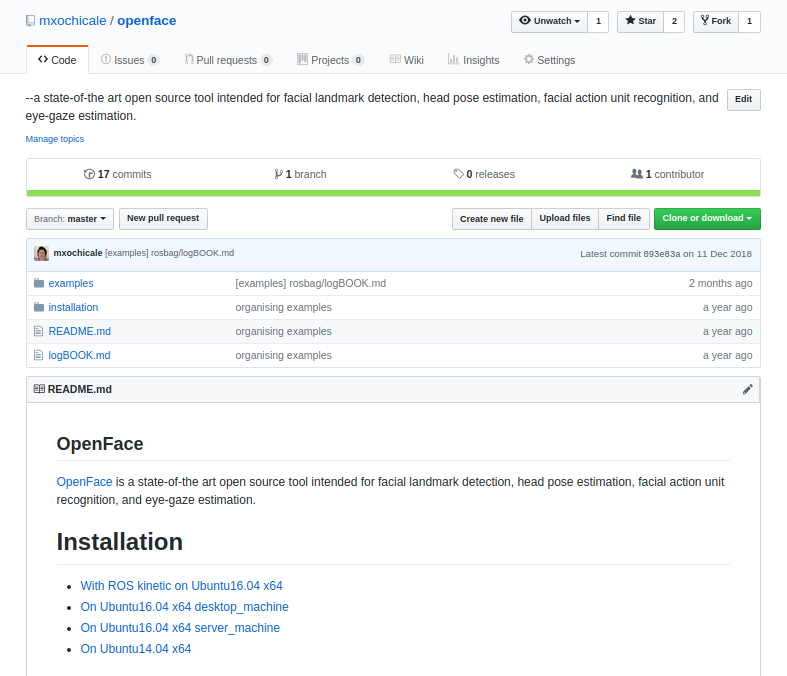 mxochicale / openface
Unwatch 1 Star 2 Fork 1
Code Issues 0 Pull requests 0 Projects 0 Wiki Insights Settings
--a state-of-the art open source tool intended for facial landmark detection, head pose estimation, facial action unit recognition, and Edit
eye-gaze estimation.
Manage topics
17 commits 1 branch 0 releases 1 contributor
Branch: master New pull request Create new file Upload files Find file Clone or download
mxochicale [examples] rosbag/logBOOK.md Latest commit 093e83a on 11 Dec 2018
examples [examples] rosbag/logBOOK.md 2 months ago
installation organising examples a year ago
README.md organising examples a year ago
logBOOK.md organising examples a year ago
README.md
OpenFace
OpenFace is a state-of-the art open source tool intended for facial landmark detection, head pose estimation, facial action unit
recognition, and eye-gaze estimation.
Installation
• With ROS kinetic on Ubuntu16.04 x64
• On Ubuntu16.04 x64 desktop_machine
• On Ubuntu16.04 x64 server_machine
• On Ubuntu14.04 x64